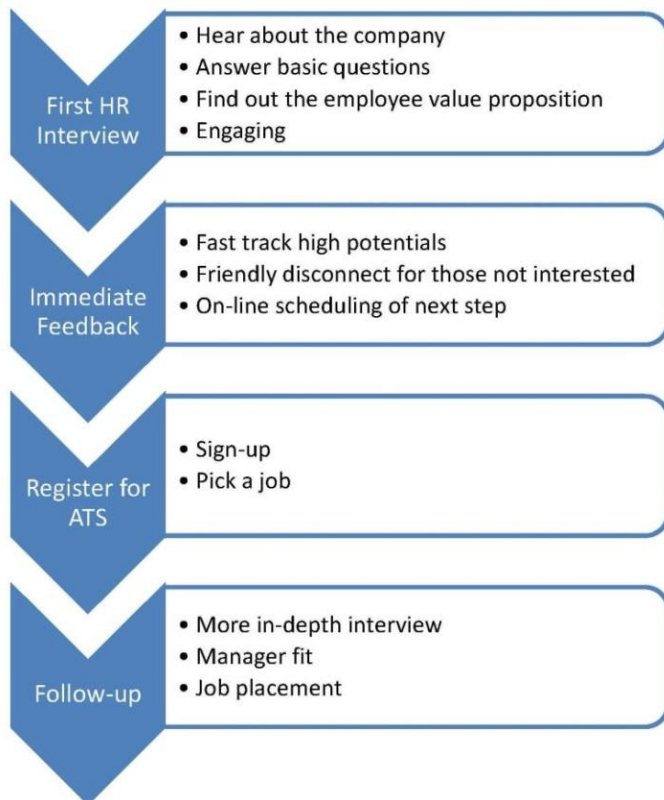 First HR
Interview
• Hear about the company
• Answer basic questions
• Find out the employee value proposition
• Engaging
Immediate
Feedback
• Fast track high potentials
• Friendly disconnect for those not interested
• On-line scheduling of next step
Register for
ATS
• Sign-up
• Pick a job
Follow-up
• More in-depth interview
• Manager fit
• Job placement